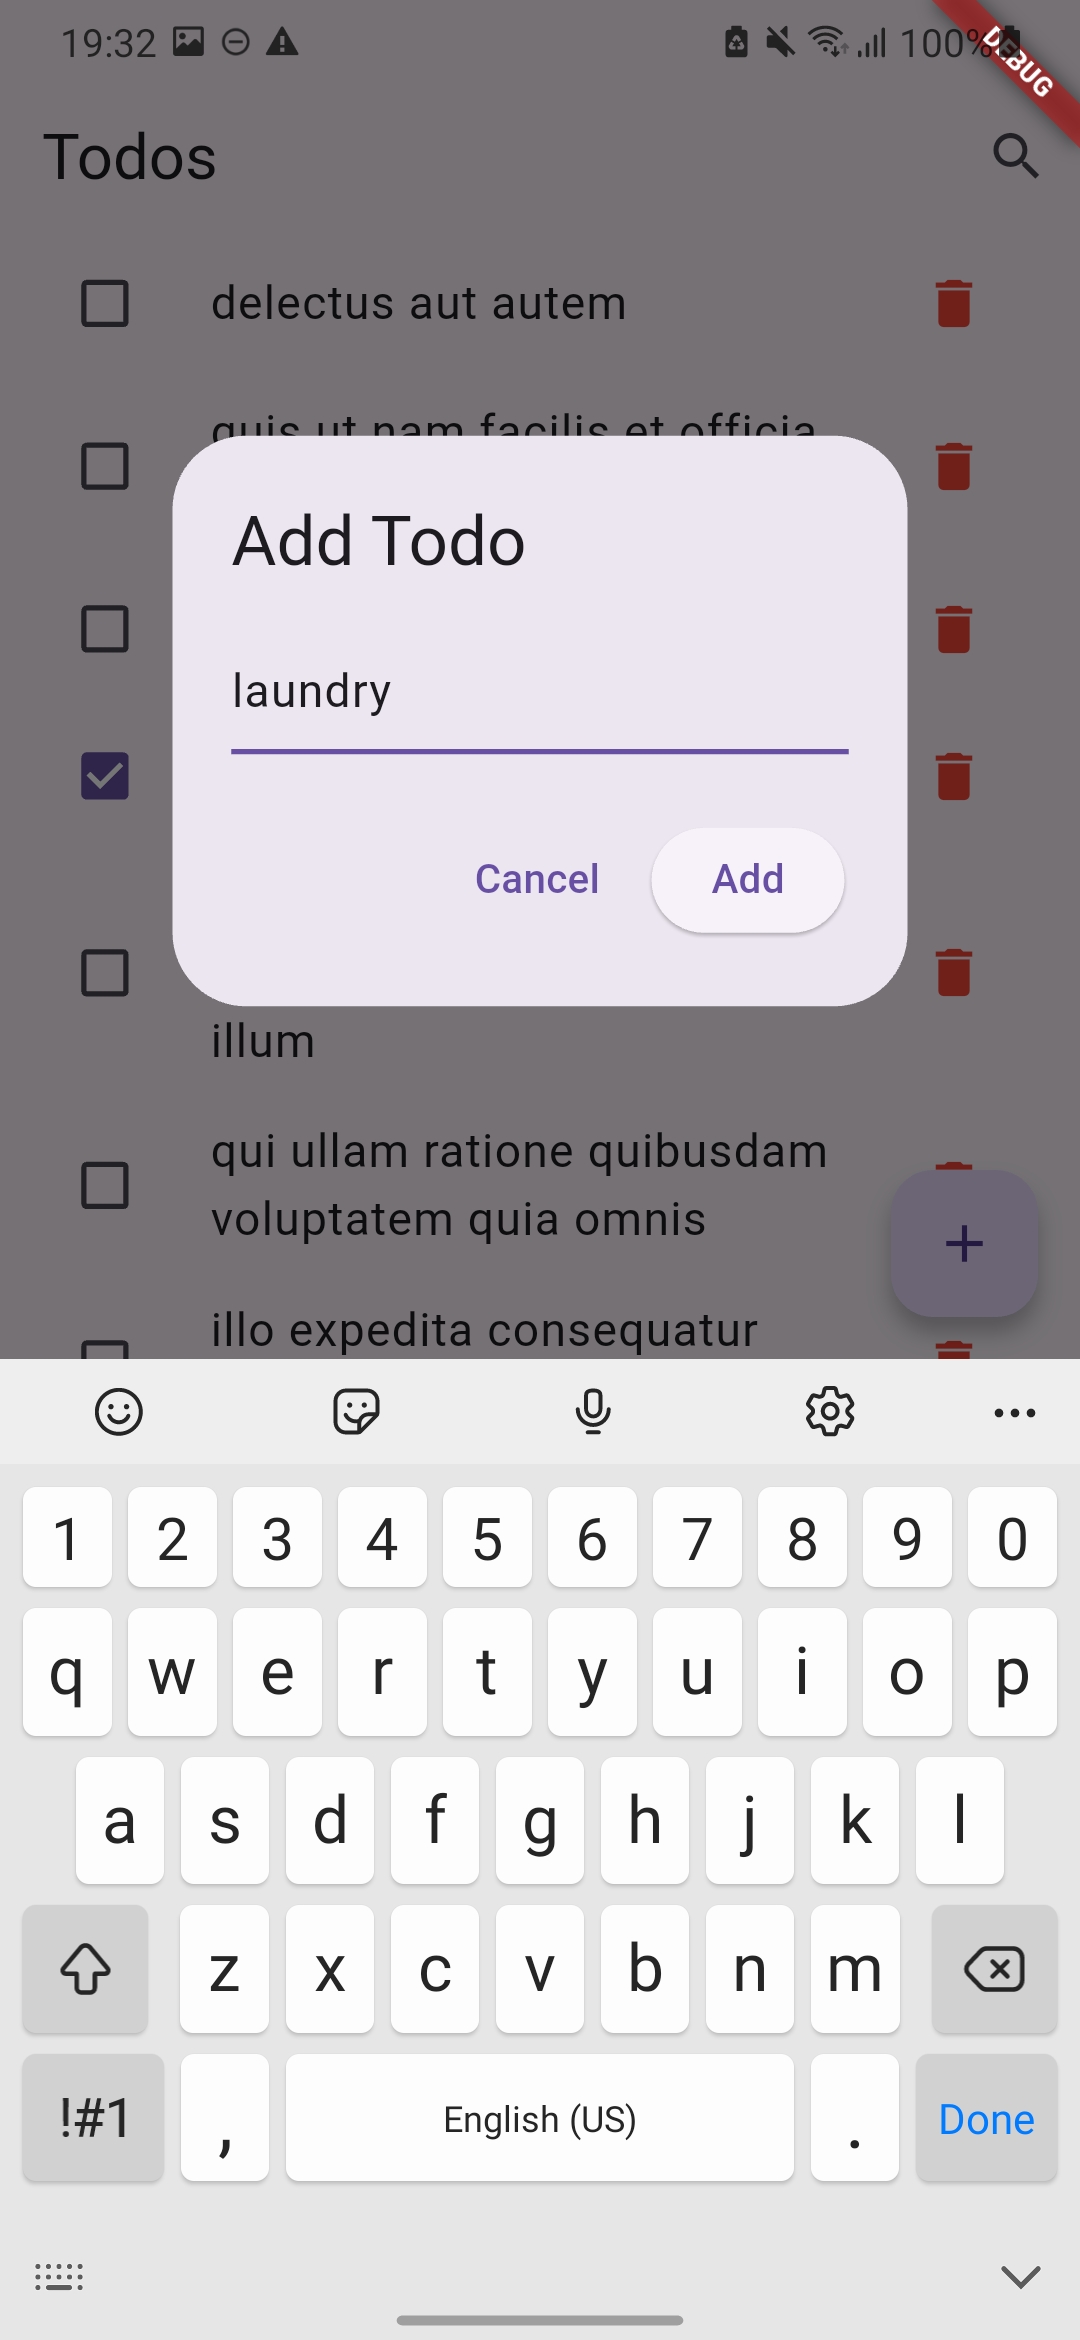 19:32 100%
DEBUG
Todos
delectus aut autem
quis ut nam facilis et officia
Add Todo
laundry
Cancel Add
illum
qui ullam ratione quibusdam
voluptatem quia omnis
+
illo expedita consequatur
1 2 3 4 5 6 7 8 9 0
q w e r t y u i o p
a s d f g h j k l
z x c v b n m
!#1 , English (US) . Done